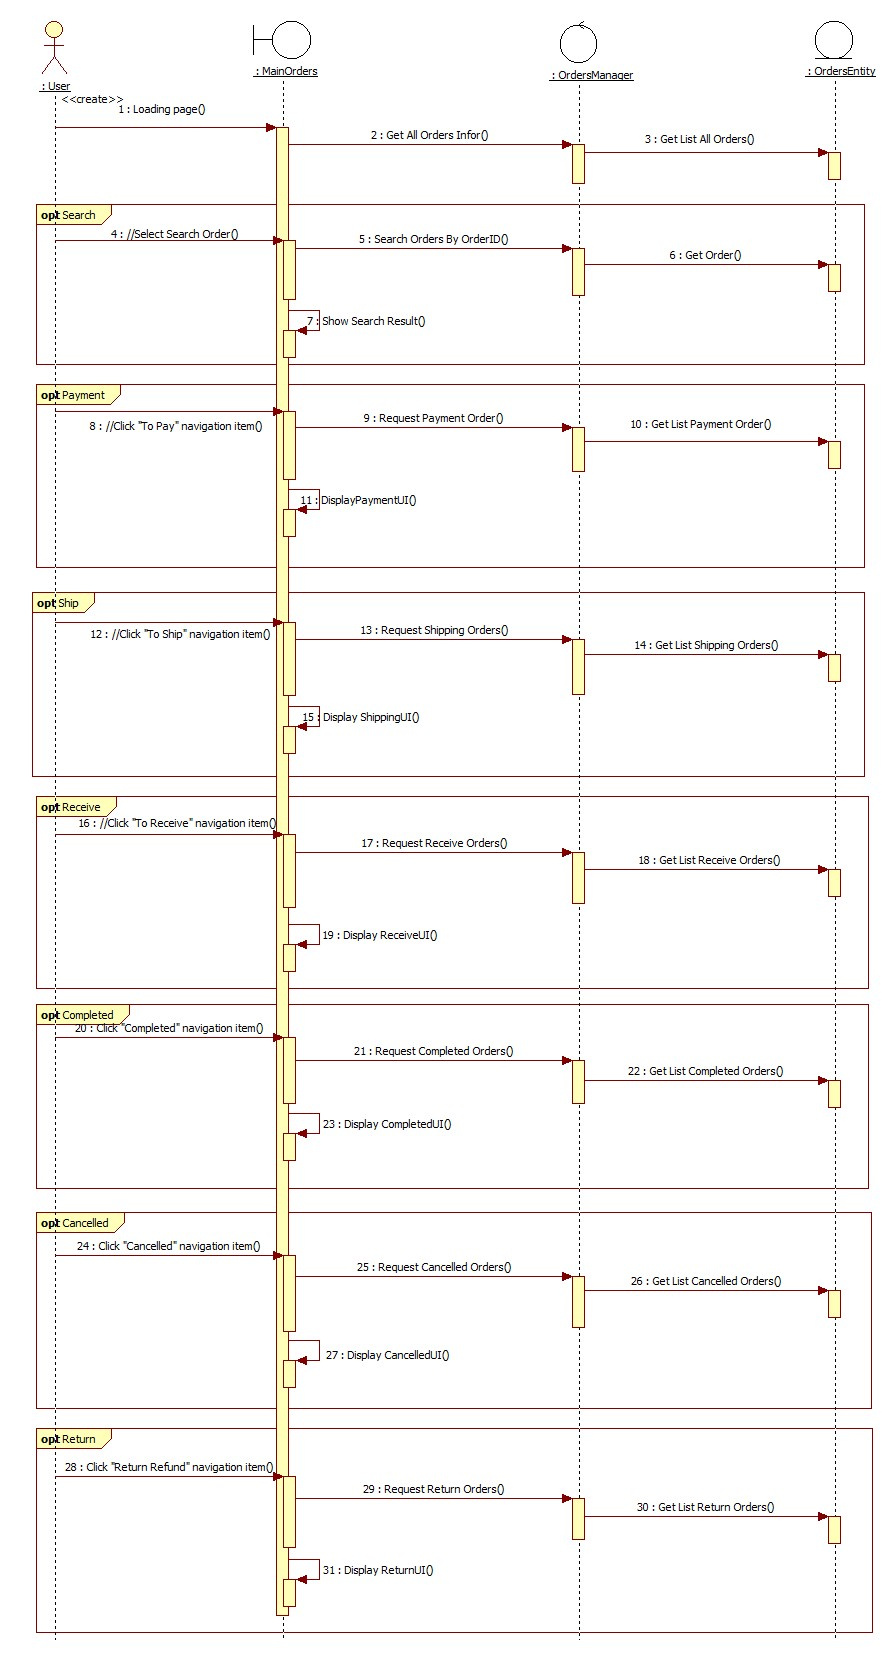 : User
: MainOrders
: OrdersManager
: OrdersEntity
<<create>>
1 : Loading page()
2 : Get All Orders Infor()
3 : Get List All Orders()
opt Search
4 : //Select Search Order()
5 : Search Orders By OrderID()
6 : Get Order()
7 : Show Search Result()
opt Payment
8 : //Click "To Pay" navigation item()
9 : Request Payment Order()
10 : Get List Payment Order()
11 : DisplayPaymentUI()
opt Ship
12 : //Click "To Ship" navigation item()
13 : Request Shipping Orders()
14 : Get List Shipping Orders()
15 : Display ShippingUI()
opt Receive
16 : //Click "To Receive" navigation item()
17 : Request Receive Orders()
18 : Get List Receive Orders()
19 : Display ReceiveUI()
opt Completed
20 : Click "Completed" navigation item()
21 : Request Completed Orders()
22 : Get List Completed Orders()
23 : Display CompletedUI()
opt Cancelled
24 : Click "Cancelled" navigation item()
25 : Request Cancelled Orders()
26 : Get List Cancelled Orders()
27 : Display CancelledUI()
opt Return
28 : Click "Return Refund" navigation item()
29 : Request Return Orders()
30 : Get List Return Orders()
31 : Display ReturnUI()